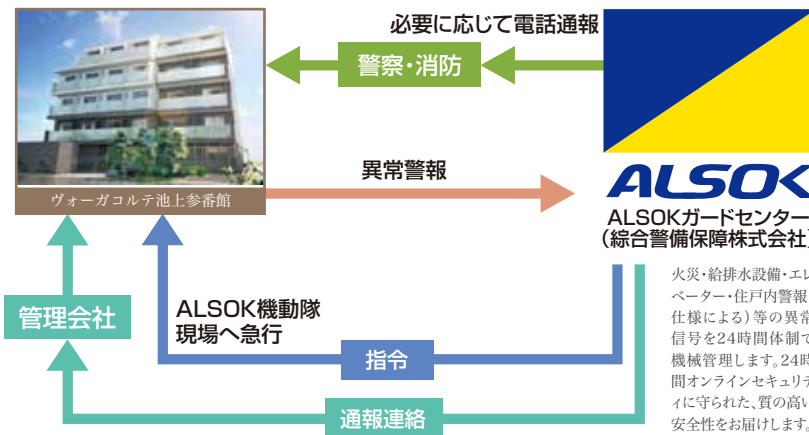 必要に応じて電話通報
警察・消防
異常警報
ヴォーガコルテ池上参番館
ALSOK
ALSOKガードセンター
（綜合警備保障株式会社）
管理会社
ALSOK機動隊
現場へ急行
指令
通報連絡
火災・給排水設備・エレ
ベーター・住戸内警報
仕様による）等の異常
信号を24時間体制で
機械管理します。24時
間オンラインセキュリテ
ィに守られた、質の高い
安全性をお届けします。